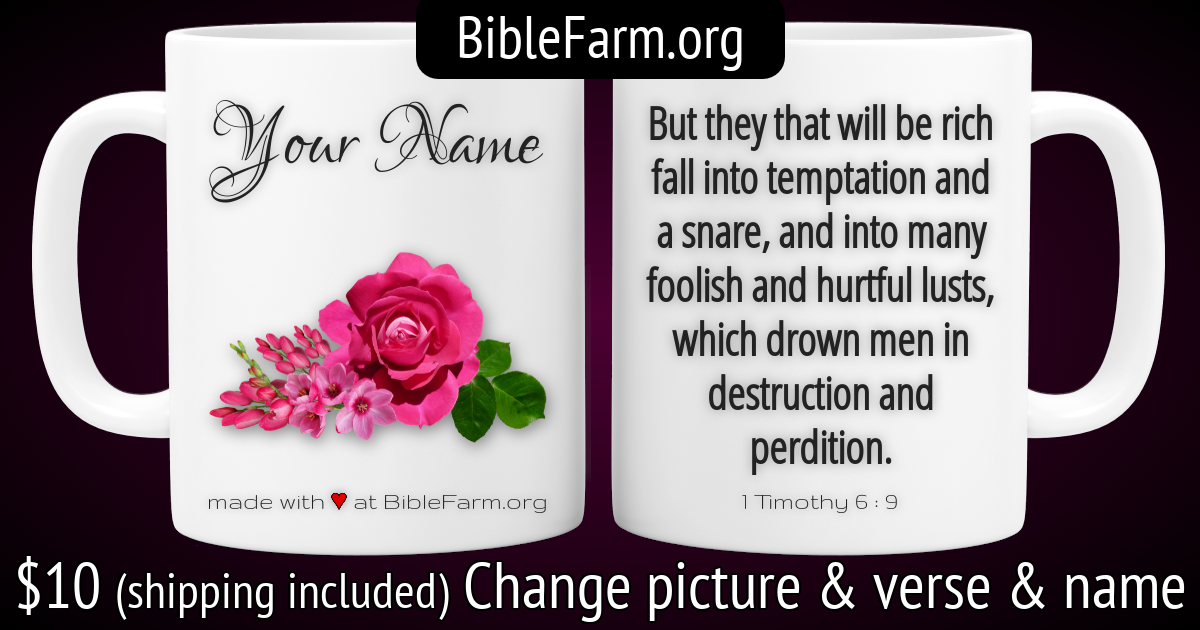 BibleFarm.org
Your Name
made with ♥ at BibleFarm.org
But they that will be rich
fall into temptation and
a snare, and into many
foolish and hurtful lusts,
which drown men in
destruction and
perdition.
1 Timothy 6 : 9
$10 (shipping included) Change picture & verse & name